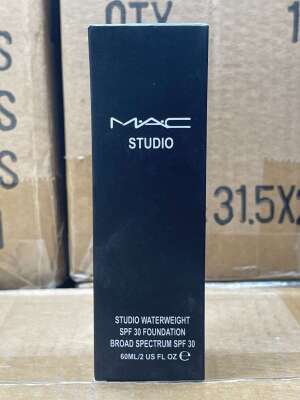 QTY
M·A·C
STUDIO
31.5X2
STUDIO WATERWEIGHT
SPF 30 FOUNDATION
BROAD SPECTRUM SPF 30
60ML/2 US FL OZ ℮